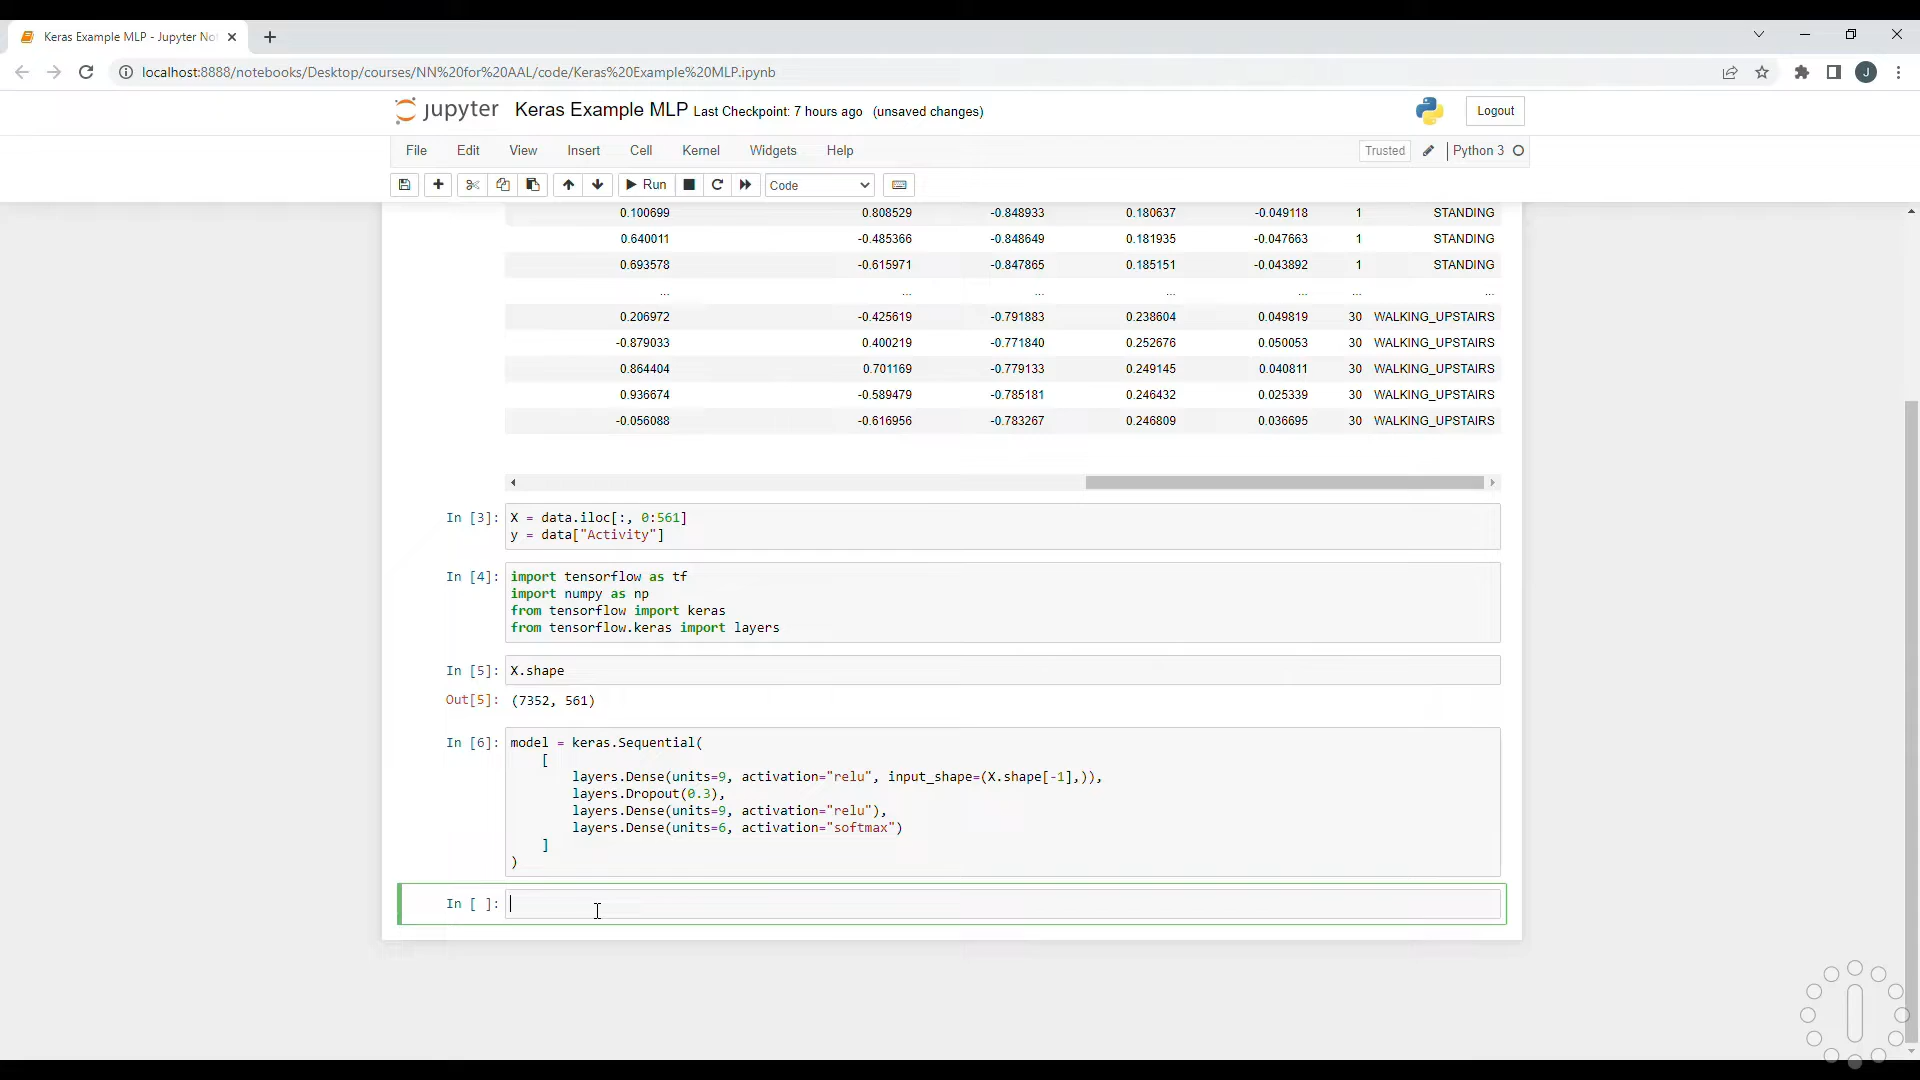 Keras Example MLP - Jupyter No
localhost:8888/notebooks/Desktop/courses/NN%20for%20AAL/code/Keras%20Example%20MLP.ipynb
J
jupyter Keras Example MLP Last Checkpoint: 7 hours ago (unsaved changes)
Logout
File Edit View Insert Cell Kernel Widgets Help
Trusted Python 3
Run Code
0.100699 0.808529 -0.848933 0.180637 -0.049118 1 STANDING
0.640011 -0.485366 -0.848649 0.181935 -0.047663 1 STANDING
0.693578 -0.615971 -0.847865 0.185151 -0.043892 1 STANDING
... ... ... ... ... ... ...
0.206972 -0.425619 -0.791883 0.238604 0.049819 30 WALKING_UPSTAIRS
-0.879033 0.400219 -0.771840 0.252676 0.050053 30 WALKING_UPSTAIRS
0.864404 0.701169 -0.779133 0.249145 0.040811 30 WALKING_UPSTAIRS
0.936674 -0.589479 -0.785181 0.246432 0.025339 30 WALKING_UPSTAIRS
-0.056088 -0.616956 -0.783267 0.246809 0.036695 30 WALKING_UPSTAIRS
In [3]: X = data.iloc[:, 0:561]
y = data["Activity"]
In [4]: import tensorflow as tf
import numpy as np
from tensorflow import keras
from tensorflow.keras import layers
In [5]: X.shape
Out[5]: (7352, 561)
In [6]: model = keras.Sequential(
[
layers.Dense(units=9, activation="relu", input_shape=(X.shape[-1],)),
layers.Dropout(0.3),
layers.Dense(units=9, activation="relu"),
layers.Dense(units=6, activation="softmax")
]
)
In [ ]: